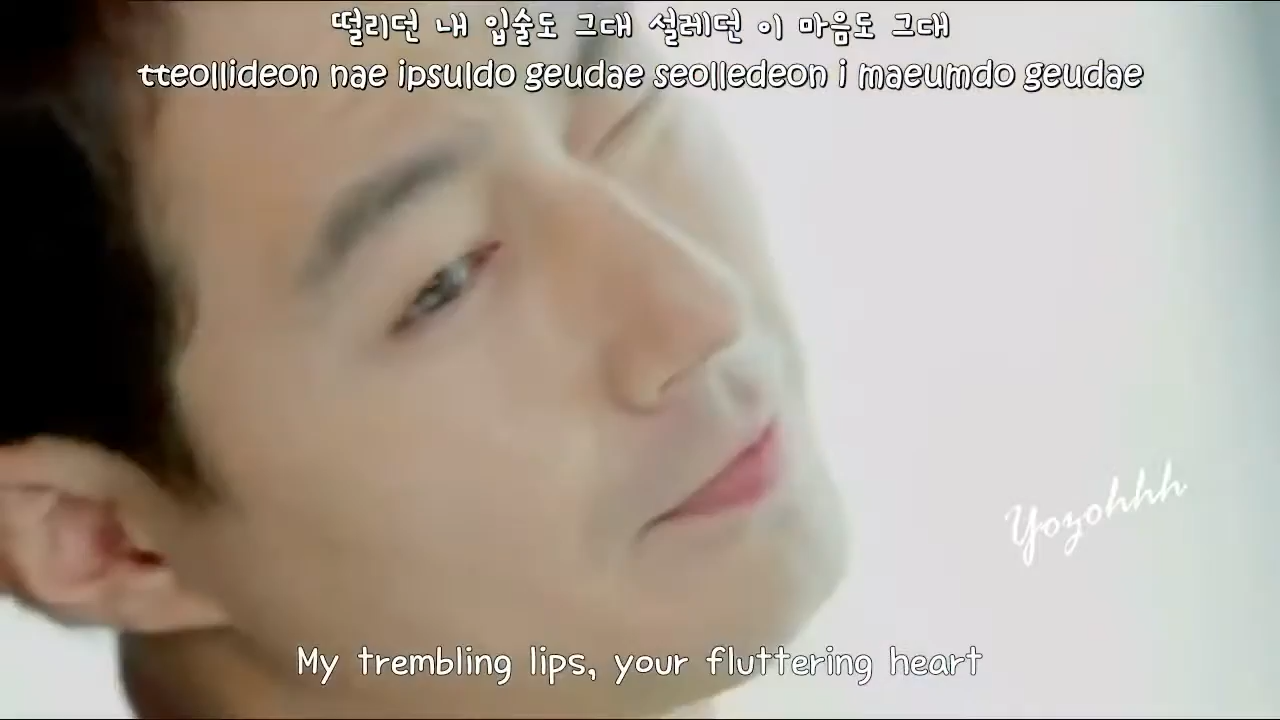 떨리던 내 입술도 그대 설레던 이 마음도 그대
tteollideon nae ipsuldo geudae seolledeon i maeumdo geudae
Yozohhh
My trembling lips, your fluttering heart